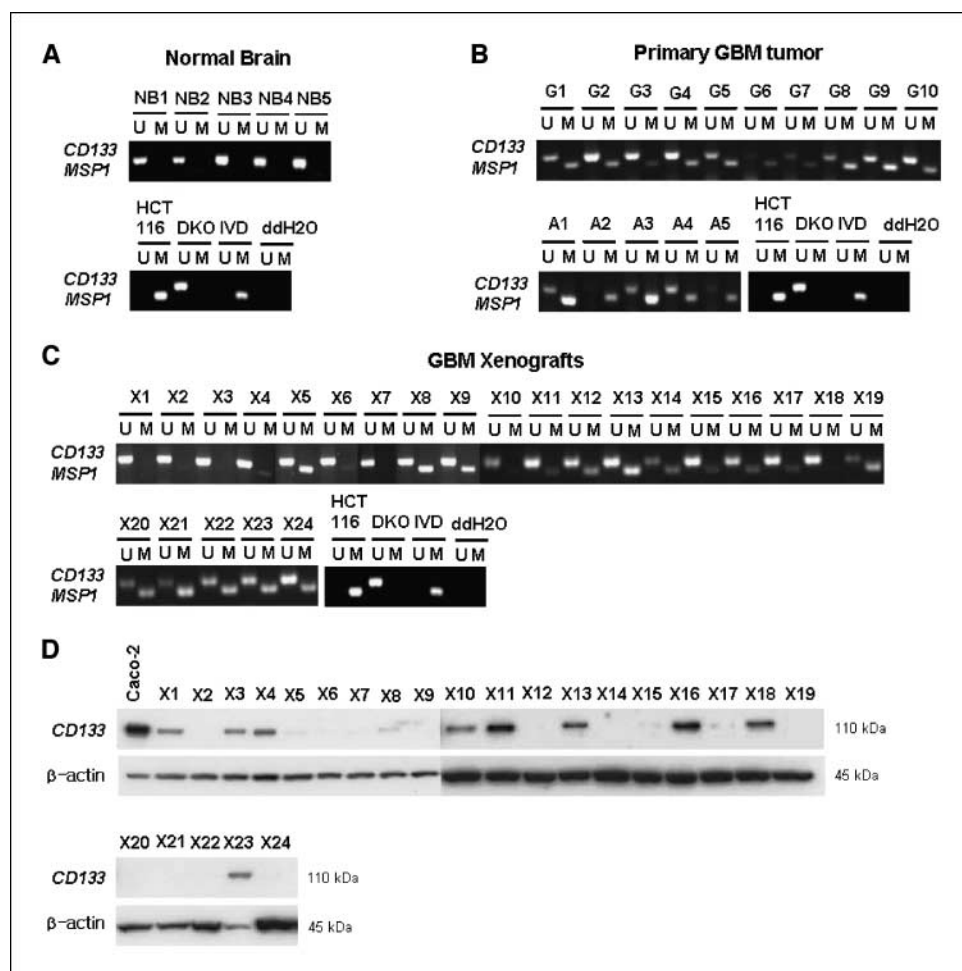 A
Normal Brain
NB1 NB2 NB3 NB4 NB5
U M U M U M U M U M
CD133
MSP1
HCT
116 DKO IVD ddH2O
U M U M U M U M
CD133
MSP1
B
Primary GBM tumor
G1 G2 G3 G4 G5 G6 G7 G8 G9 G10
U M U M U M U M U M U M U M U M U M U M
CD133
MSP1
A1 A2 A3 A4 A5
U M U M U M U M U M
CD133
MSP1
HCT
116 DKO IVD ddH2O
U M U M U M U M
C
GBM Xenografts
X1 X2 X3 X4 X5 X6 X7 X8 X9 X10 X11 X12 X13 X14 X15 X16 X17 X18 X19
U M U M U M U M U M U M U M U M U M U M U M U M U M U M U M U M U M U M U M
CD133
MSP1
X20 X21 X22 X23 X24
U M U M U M U M U M
CD133
MSP1
HCT
116 DKO IVD ddH2O
U M U M U M U M
D
Caco-2 X1 X2 X3 X4 X5 X6 X7 X8 X9 X10 X11 X12 X13 X14 X15 X16 X17 X18 X19
CD133 110 kDa
β-actin 45 kDa
X20 X21 X22 X23 X24
CD133 110 kDa
β-actin 45 kDa